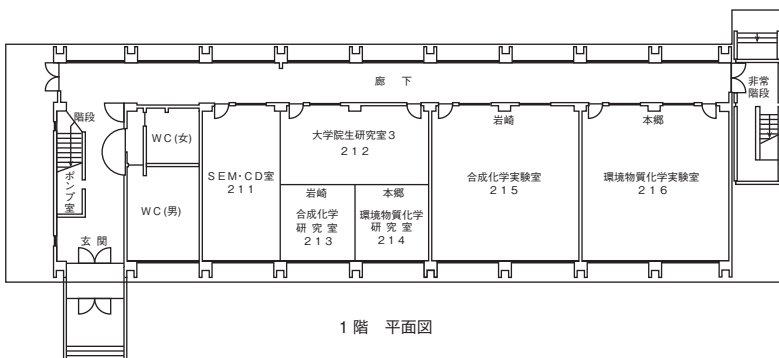 廊　下
非常
階段
階段
ポンプ室
玄 関
WC(女)
WC(男)
SEM・CD室
211
大学院生研究室3
212
岩崎
合成化学
研 究 室
213
本郷
環境物質化学
研 究 室
214
岩崎
合成化学実験室
215
本郷
環境物質化学実験室
216
1階　平面図